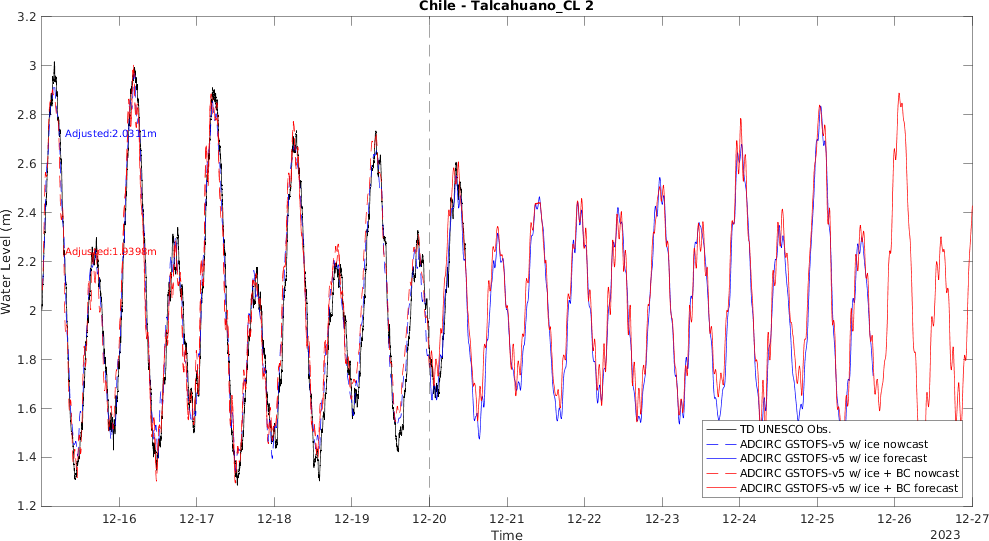 Chile - Talcahuano_CL 2
Water Level (m)
3.2
3
2.8
2.6
2.4
2.2
2
1.8
1.6
1.4
1.2
Adjusted:2.0311m
Adjusted:1.9398m
TD UNESCO Obs.
ADCIRC GSTOFS-v5 w/ ice nowcast
ADCIRC GSTOFS-v5 w/ ice forecast
ADCIRC GSTOFS-v5 w/ ice + BC nowcast
ADCIRC GSTOFS-v5 w/ ice + BC forecast
12-16 12-17 12-18 12-19 12-20 12-21 12-22 12-23 12-24 12-25 12-26 12-27
Time
2023